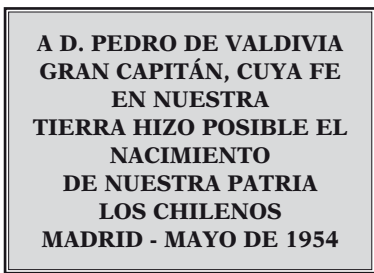 A D. PEDRO DE VALDIVIA
GRAN CAPITÁN, CUYA FE
EN NUESTRA
TIERRA HIZO POSIBLE EL
NACIMIENTO
DE NUESTRA PATRIA
LOS CHILENOS
MADRID - MAYO DE 1954